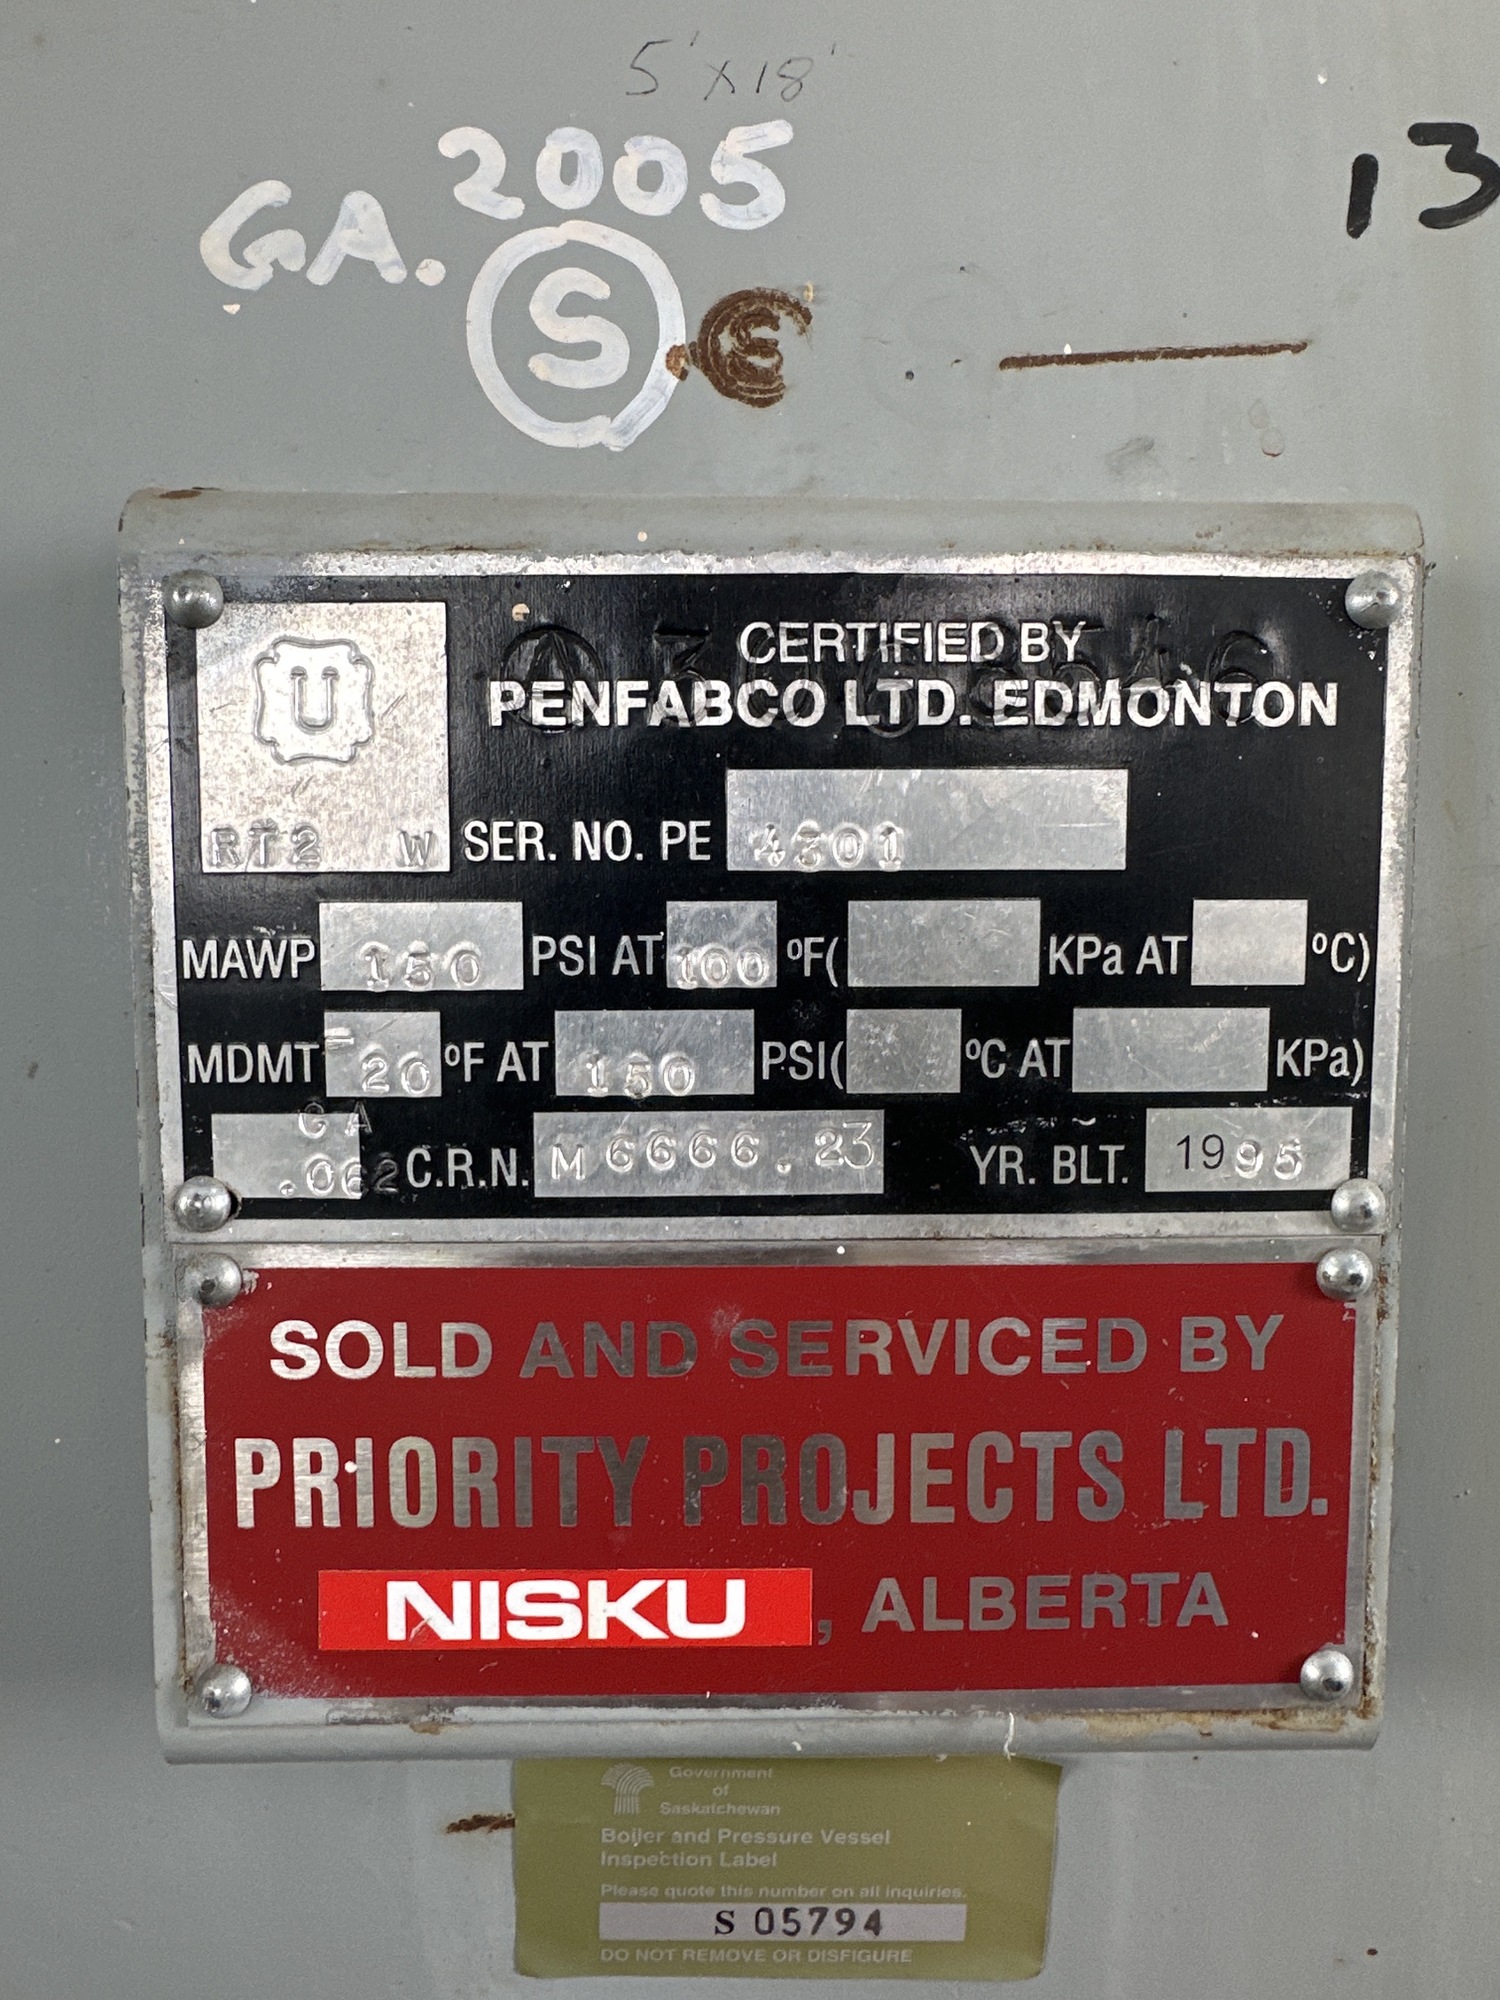 5' x 18'
GA. 2005
S
13
U
RT2 W
CERTIFIED BY
PENFABCO LTD. EDMONTON
SER. NO. PE 4301
MAWP 150 PSI AT 100 ºF( KPa AT ºC)
MDMT -20 ºF AT 150 PSI( ºC AT KPa)
CA
.062 C.R.N. M6666.23 YR. BLT. 1995
SOLD AND SERVICED BY
PRIORITY PROJECTS LTD.
NISKU, ALBERTA
Government
of
Saskatchewan
Boiler and Pressure Vessel
Inspection Label
Please quote this number on all inquiries.
S 05794
DO NOT REMOVE OR DISFIGURE